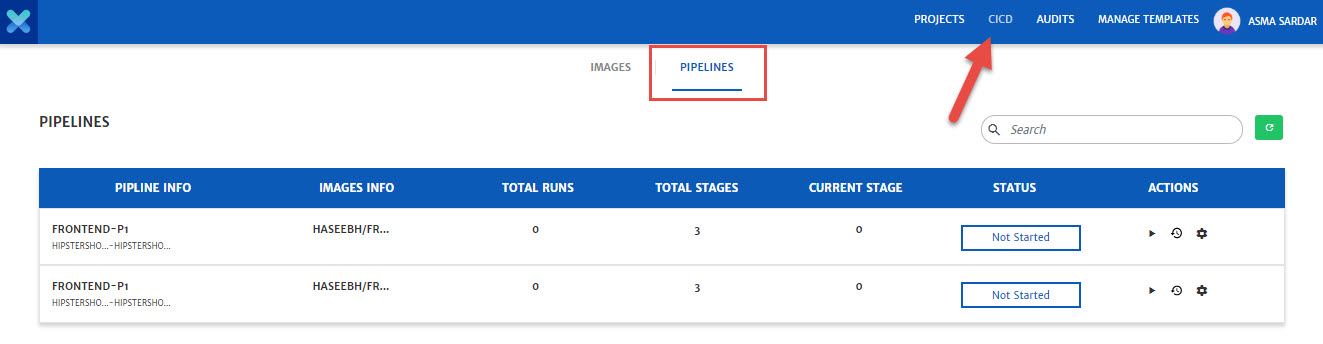 PROJECTS CICD AUDITS MANAGE TEMPLATES ASMA SARDAR
IMAGES PIPELINES
PIPELINES
Search
PIPLINE INFO IMAGES INFO TOTAL RUNS TOTAL STAGES CURRENT STAGE STATUS ACTIONS
FRONTEND-P1 HASEEBH/FR... 0 3 0 Not Started
HIPSTERSHO...-HIPSTERSHO...
FRONTEND-P1 HASEEBH/FR... 0 3 0 Not Started
HIPSTERSHO...-HIPSTERSHO...